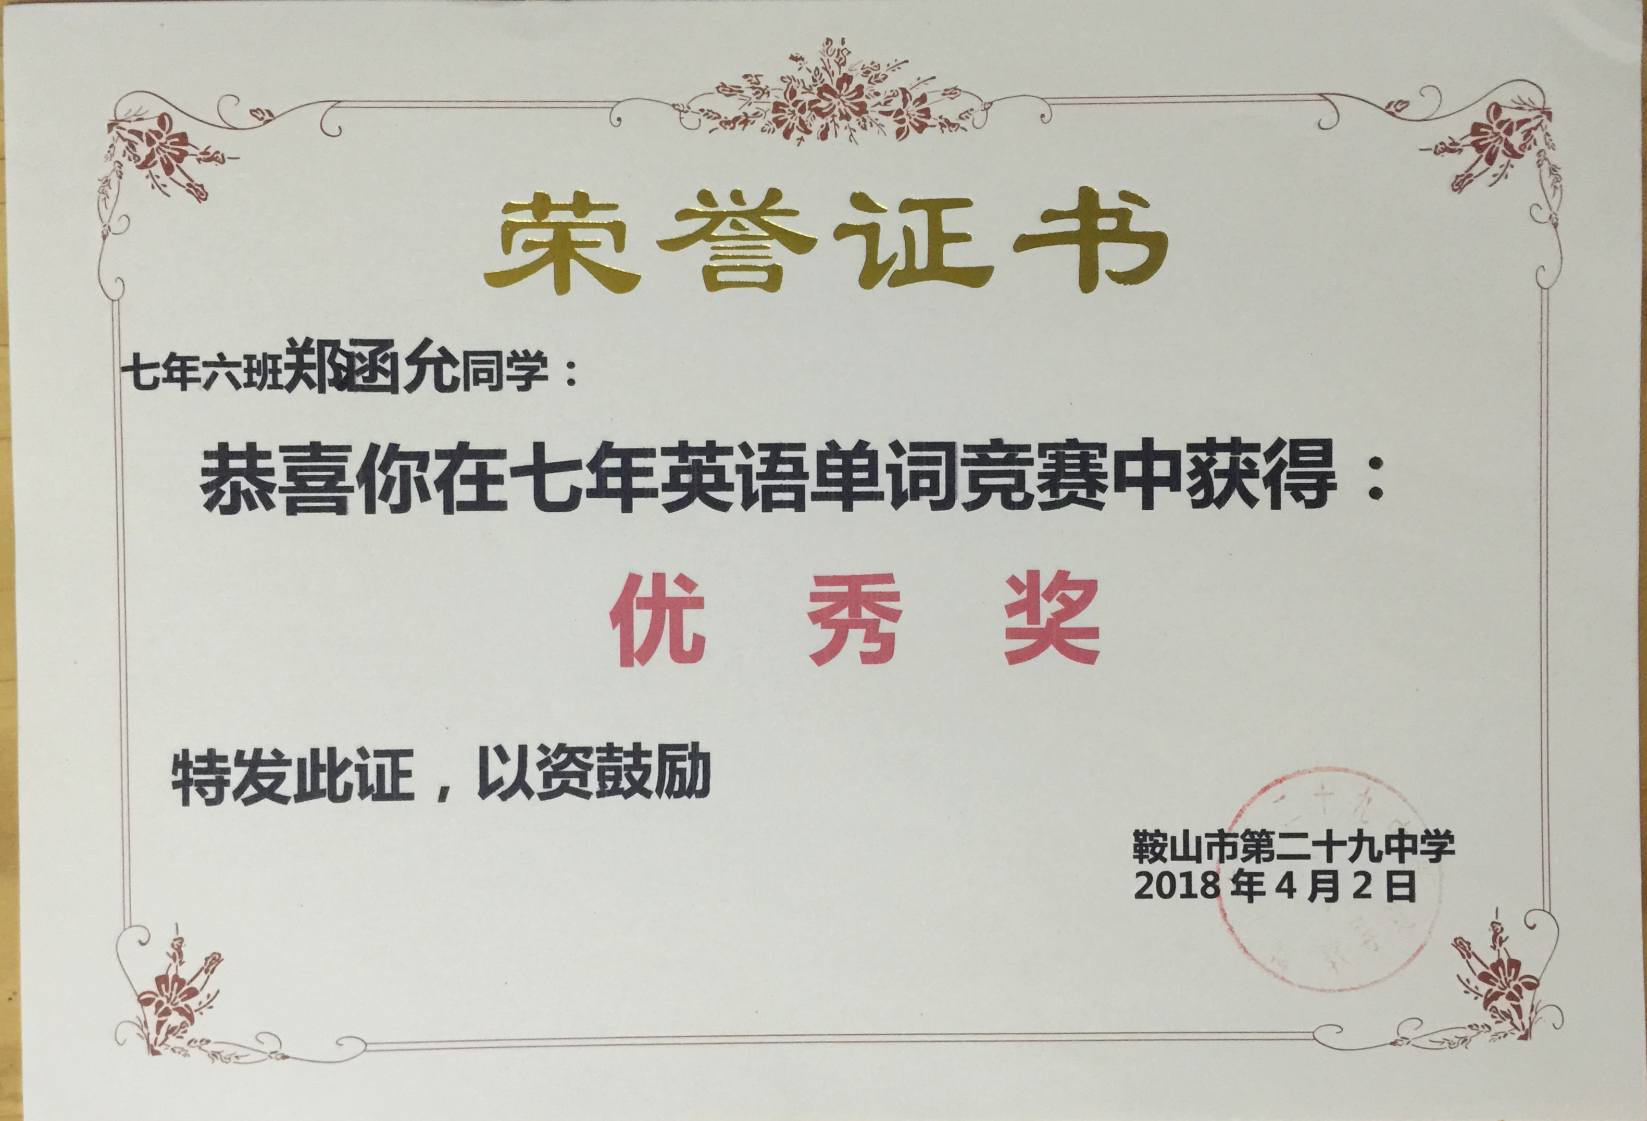 荣誉证书
七年六班郑函允同学：
恭喜你在七年英语单词竞赛中获得：
优 秀 奖
特发此证，以资鼓励
鞍山市第二十九中学
2018 年 4 月 2 日
二十九